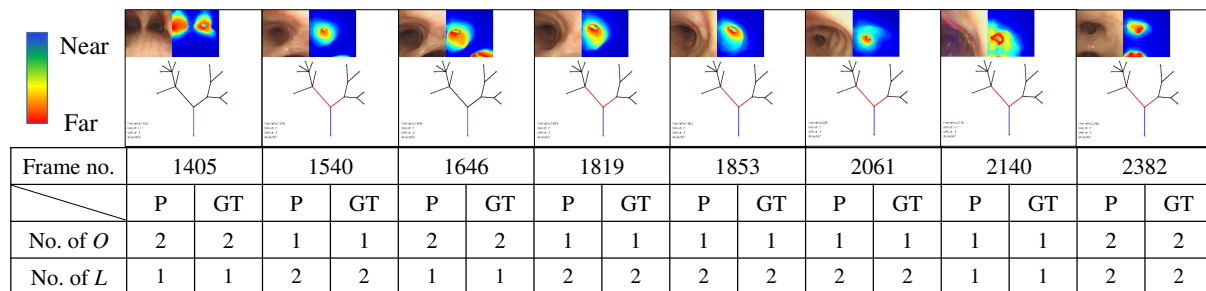 Near
Far
Frame no. 1405 1540 1646 1819 1853 2061 2140 2382
P GT P GT P GT P GT P GT P GT P GT P GT
No. of O 2 2 1 1 2 2 1 1 1 1 1 1 1 1 2 2
No. of L 1 1 2 2 1 1 2 2 2 2 2 2 1 1 2 2